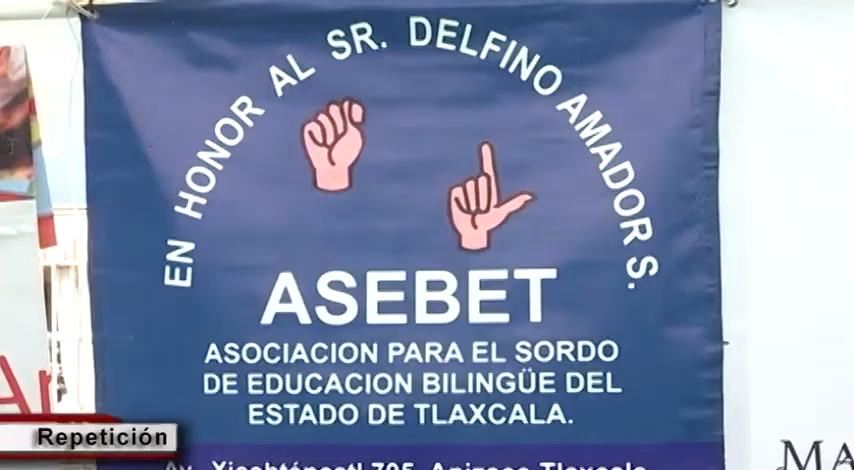 EN HONOR AL SR. DELFINO AMADOR S.
ASEBET
ASOCIACION PARA EL SORDO
DE EDUCACION BILINGÜE DEL
ESTADO DE TLAXCALA.
Av. Xicohténcatl 705, Apizaco Tlaxcala
Repetición
MA